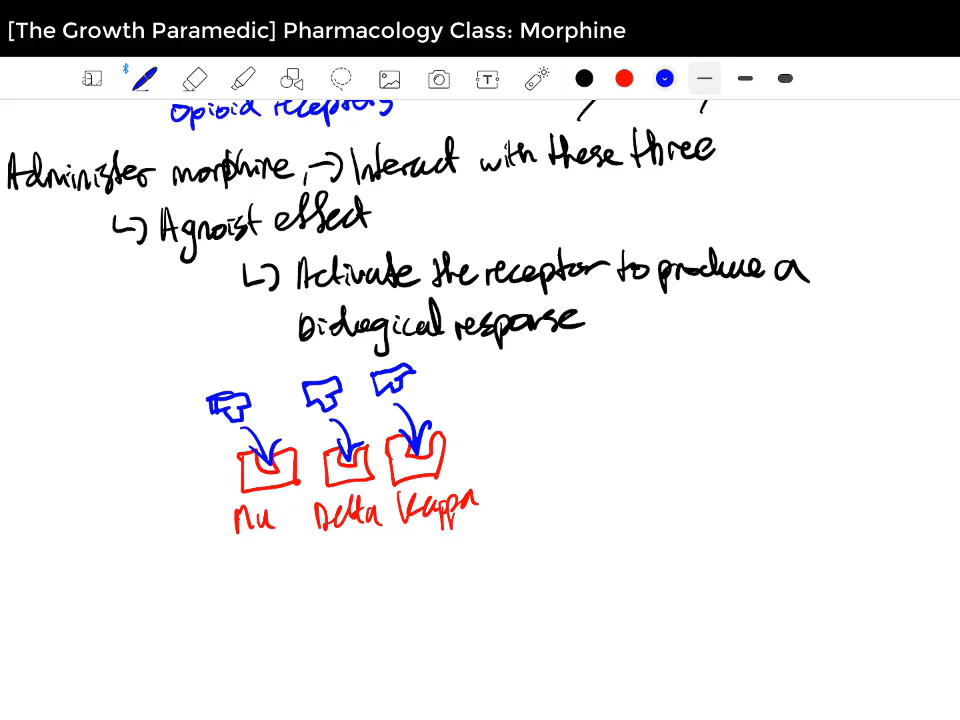 [The Growth Paramedic] Pharmacology Class: Morphine
Opioid receptors
Administer morphine, → Interact with these three
↳ Agnoist effect
↳ Activate the receptor to produce a
biological response
Mu Delta Kappa